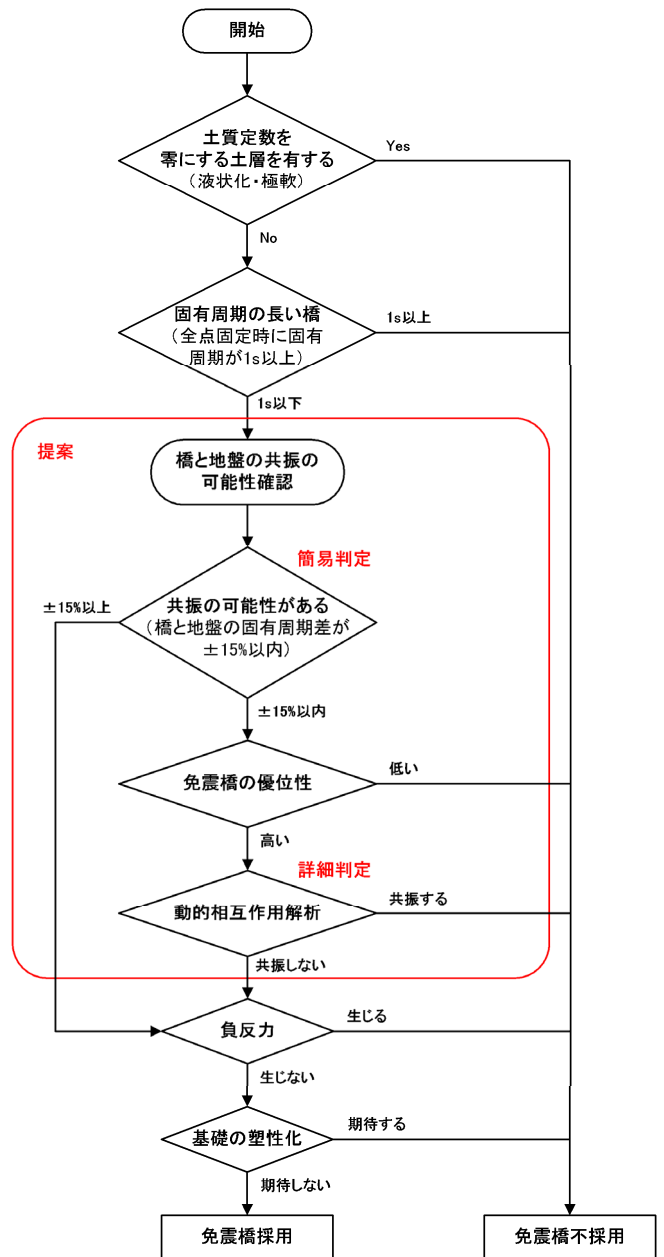 開始
土質定数を
零にする土層を有する
（液状化・極軟）
Yes
No
固有周期の長い橋
（全点固定時に固有
周期が1s以上）
1s以上
1s以下
提案
橋と地盤の共振の
可能性確認
簡易判定
±15%以上
共振の可能性がある
（橋と地盤の固有周期差が
±15%以内）
±15%以内
免震橋の優位性
低い
高い
詳細判定
動的相互作用解析
共振する
共振しない
負反力
生じる
生じない
基礎の塑性化
期待する
期待しない
免震橋採用
免震橋不採用